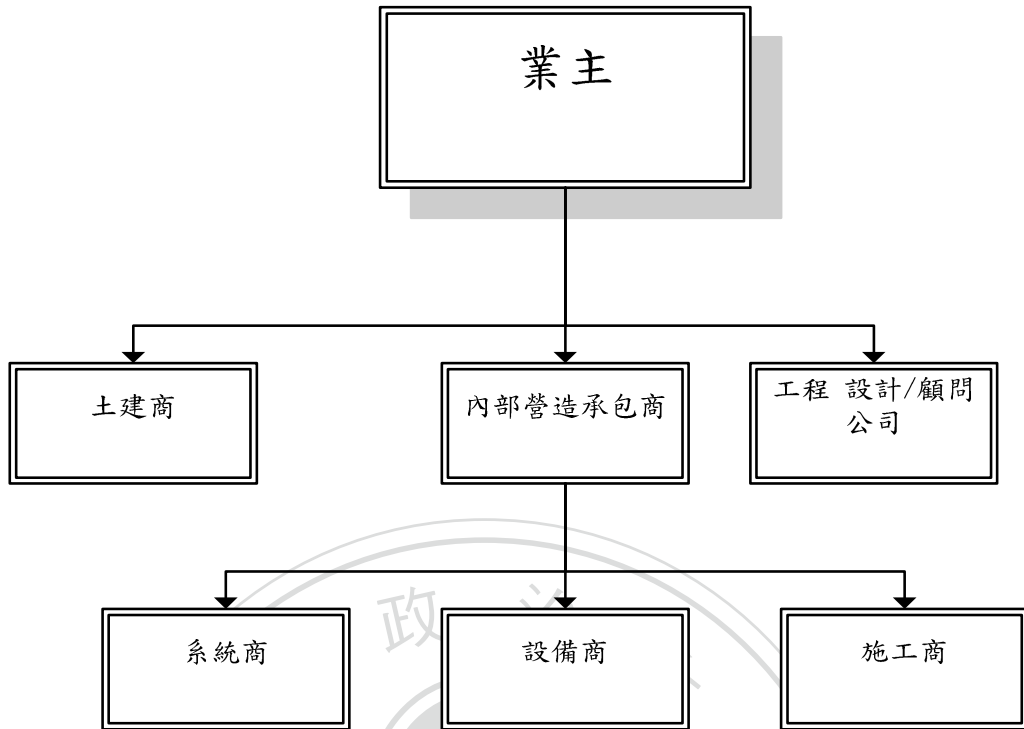 業主
土建商
內部營造承包商
工程 設計/顧問
公司
政
系統商
設備商
施工商